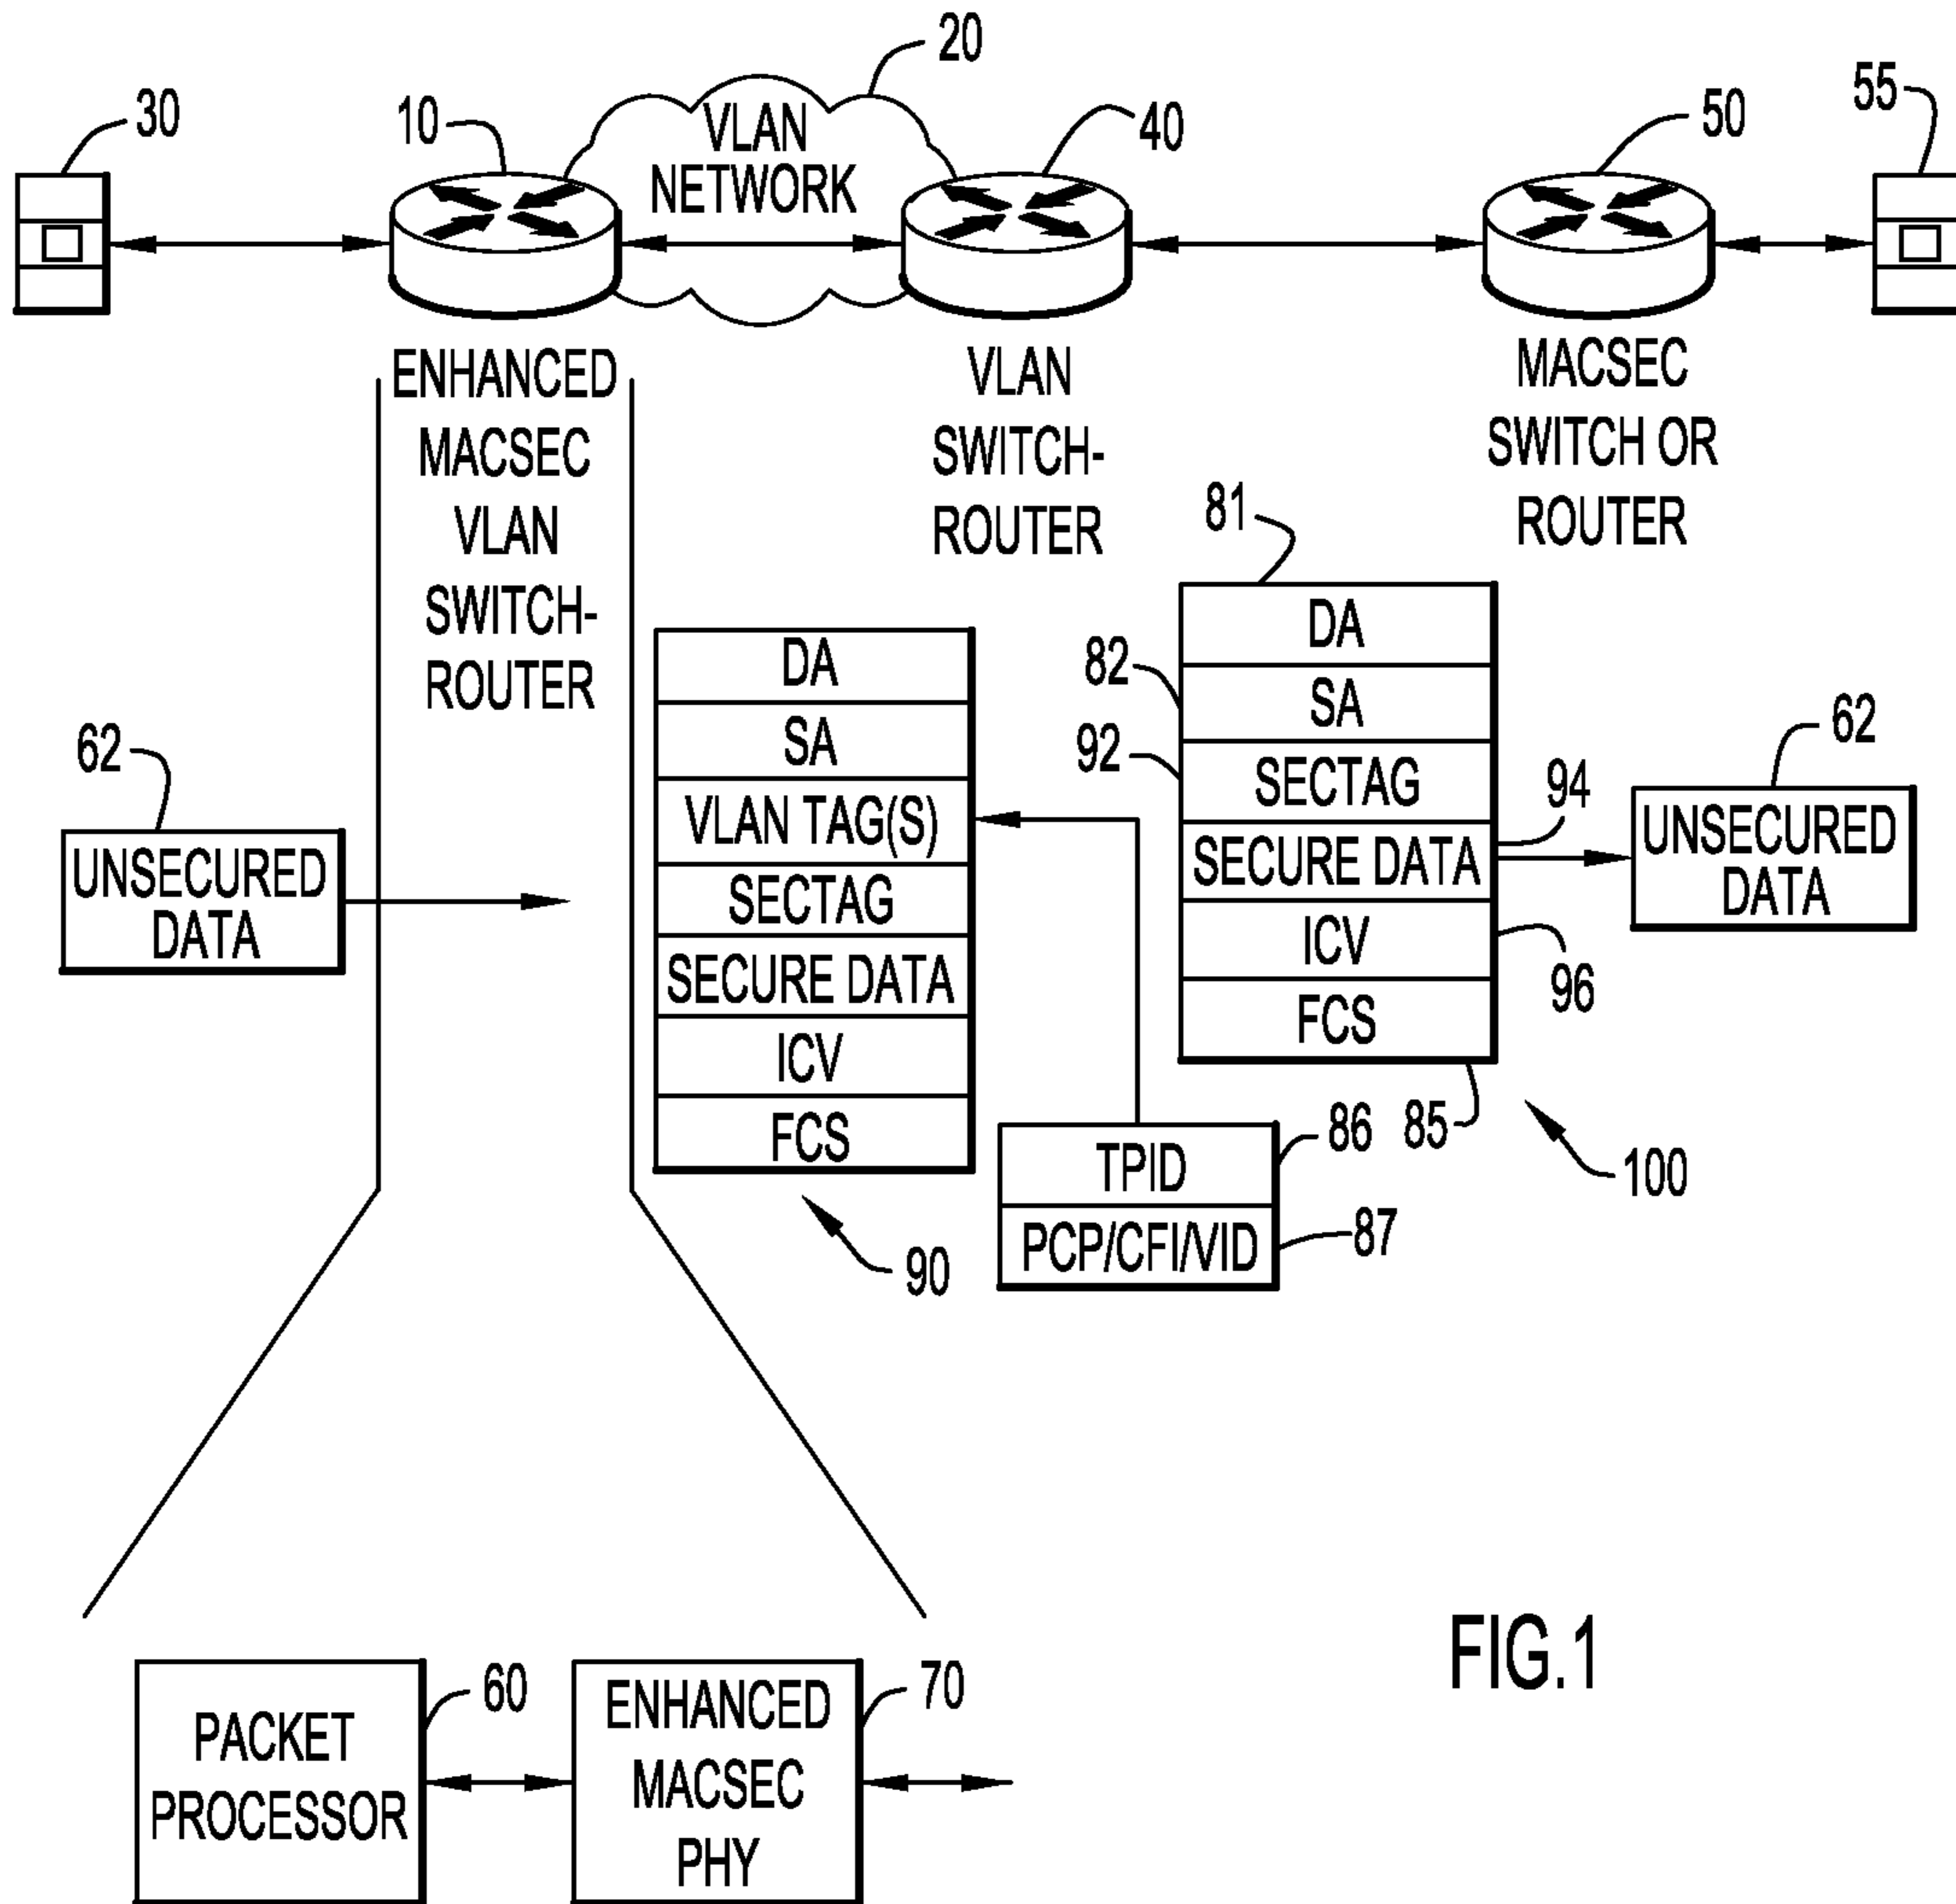 20
30
10
VLAN
NETWORK
40
50
55
ENHANCED
MACSEC
VLAN
SWITCH-
ROUTER
VLAN
SWITCH-
ROUTER
MACSEC
SWITCH OR
ROUTER
62
UNSECURED
DATA
DA
SA
VLAN TAG(S)
SECTAG
SECURE DATA
ICV
FCS
90
TPID
PCP/CFI/VID
86
87
81
82
92
DA
SA
SECTAG
SECURE DATA
ICV
FCS
94
96
85
100
62
UNSECURED
DATA
PACKET
PROCESSOR
60
ENHANCED
MACSEC
PHY
70
FIG.1